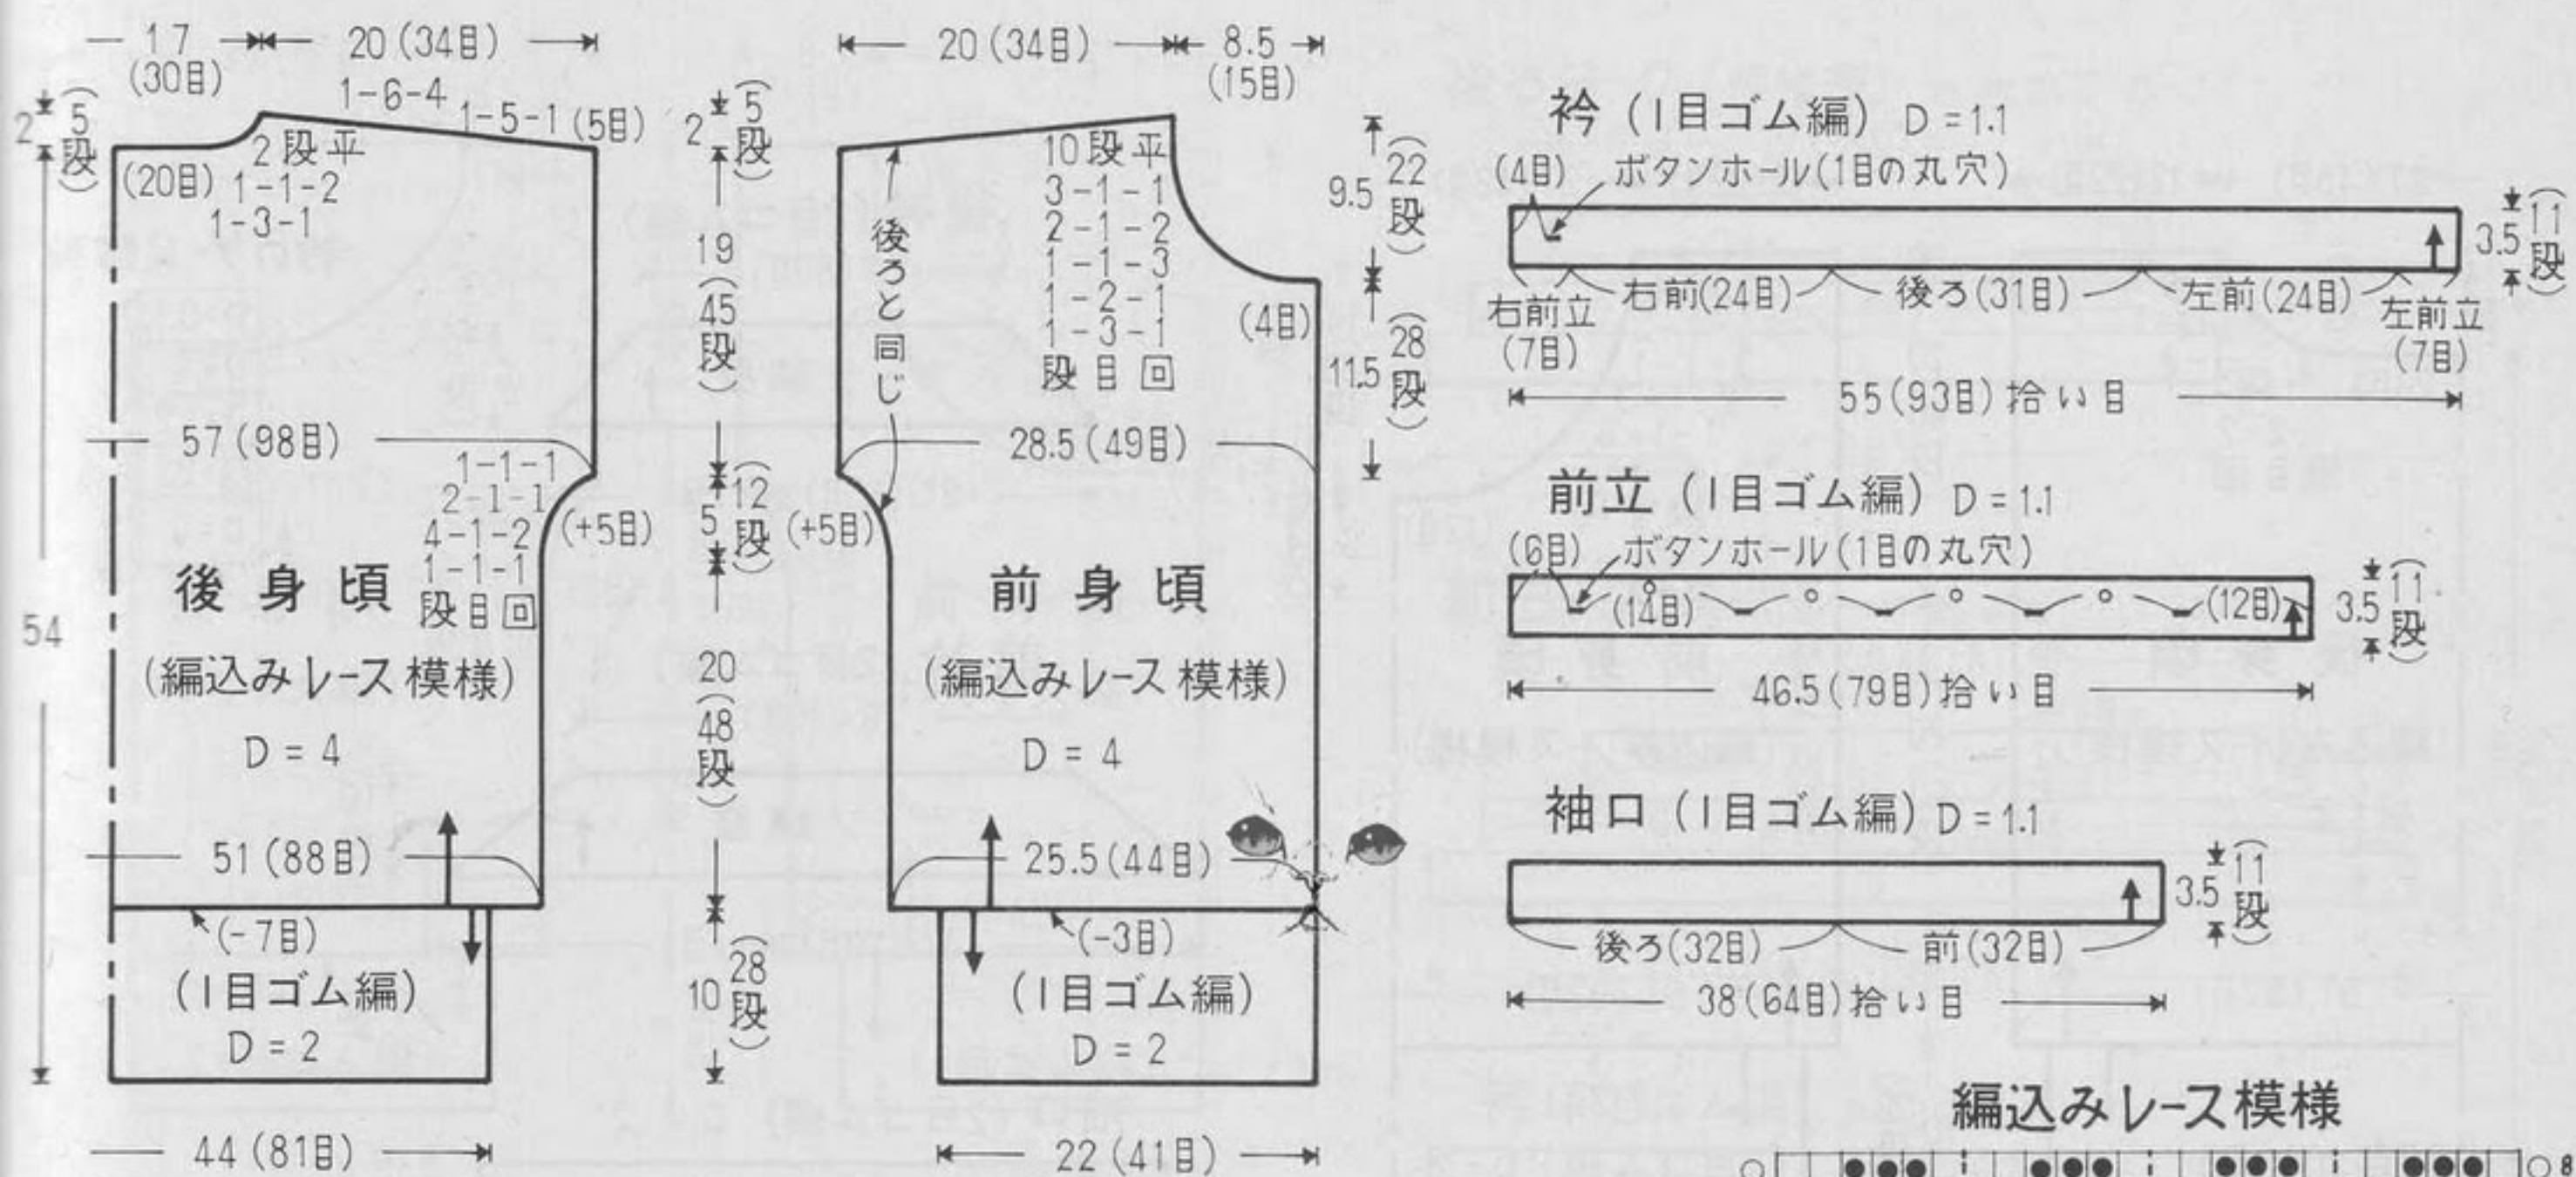 17
(30目)
20(34目)
1-6-4
1-5-1(5目)
2
5段
(20目)
2段平
1-1-2
1-3-1
57(98目)
1-1-1
2-1-1
4-1-2
1-1-1
段目回
(+5目)
後身頃
(編込みレース模様)
D=4
54
51(88目)
(-7目)
(1目ゴム編)
D=2
44(81目)
2
(5段)
19
(45段)
5
(12段)
20
(48段)
10
(28段)
20(34目)
8.5
(15目)
10段平
3-1-1
2-1-2
1-1-3
1-2-1
1-3-1
段目回
後ろと同じ
(4目)
9.5
(22段)
11.5
(28段)
28.5(49目)
(+5目)
前身頃
(編込みレース模様)
D=4
25.5(44目)
(-3目)
(1目ゴム編)
D=2
22(41目)
衿(1目ゴム編) D=1.1
(4目) ボタンホール(1目の丸穴)
3.5
(11段)
右前立
(7目)
右前(24目)
後ろ(31目)
左前(24目)
左前立
(7目)
55(93目)拾い目
前立(1目ゴム編) D=1.1
(6目) ボタンホール(1目の丸穴)
(14目)
(12目)
3.5
(11段)
46.5(79目)拾い目
袖口(1目ゴム編) D=1.1
3.5
(11段)
後ろ(32目)
前(32目)
38(64目)拾い目
編込みレース模様
8